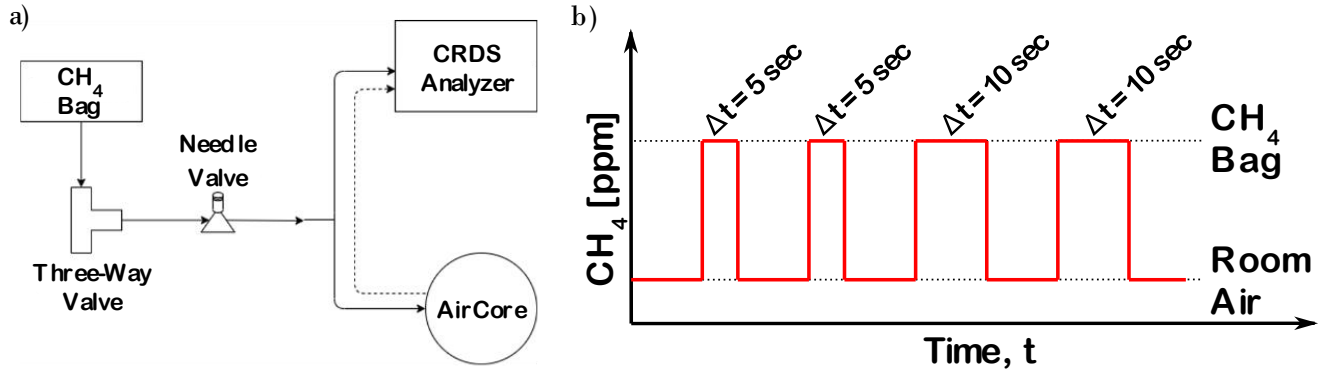 a)
CH4
Bag
CRDS
Analyzer
Needle
Valve
Three-Way
Valve
AirCore
b)
CH4 [ppm]
Δt = 5 sec
Δt = 5 sec
Δt = 10 sec
Δt = 10 sec
CH4
Bag
Room
Air
Time, t